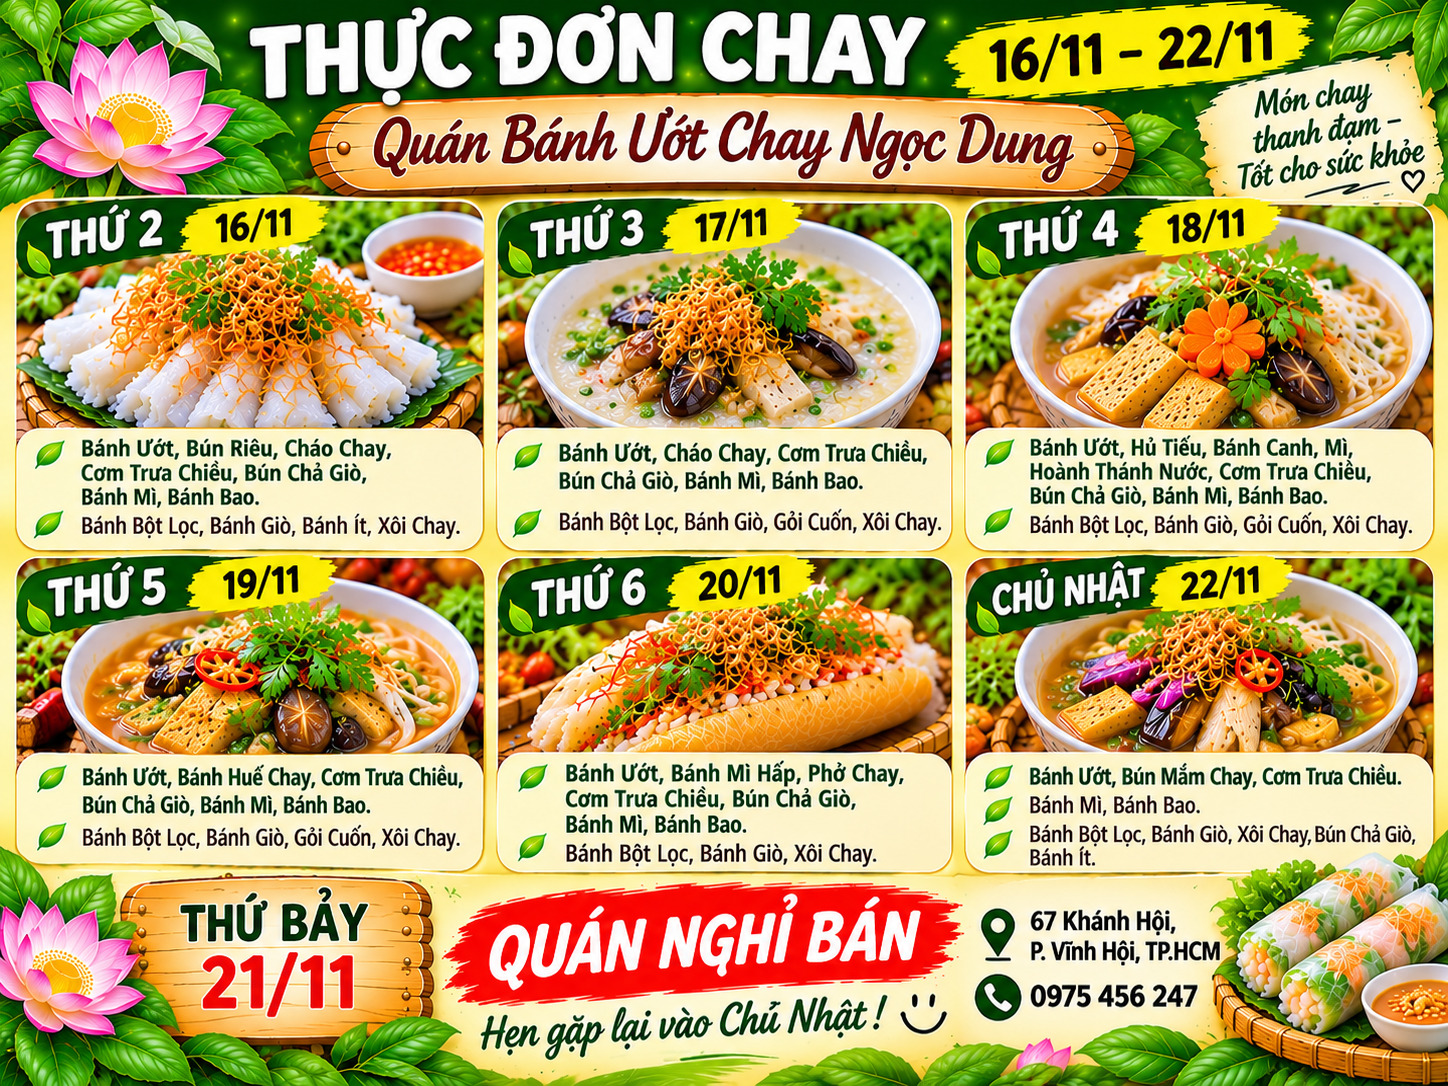 THỰC ĐƠN CHAY
16/11 – 22/11
Quán Bánh Ướt Chay Ngọc Dung
Món chay
thanh đạm –
Tốt cho sức khỏe
THỨ 2 16/11
Bánh Ướt, Bún Riêu, Cháo Chay,
Cơm Trưa Chiều, Bún Chả Giò,
Bánh Mì, Bánh Bao.
Bánh Bột Lọc, Bánh Giò, Bánh Ít, Xôi Chay.
THỨ 3 17/11
Bánh Ướt, Cháo Chay, Cơm Trưa Chiều,
Bún Chả Giò, Bánh Mì, Bánh Bao.
Bánh Bột Lọc, Bánh Giò, Gỏi Cuốn, Xôi Chay.
THỨ 4 18/11
Bánh Ướt, Hủ Tiếu, Bánh Canh, Mì,
Hoành Thánh Nước, Cơm Trưa Chiều,
Bún Chả Giò, Bánh Mì, Bánh Bao.
Bánh Bột Lọc, Bánh Giò, Gỏi Cuốn, Xôi Chay.
THỨ 5 19/11
Bánh Ướt, Bánh Huế Chay, Cơm Trưa Chiều,
Bún Chả Giò, Bánh Mì, Bánh Bao.
Bánh Bột Lọc, Bánh Giò, Gỏi Cuốn, Xôi Chay.
THỨ 6 20/11
Bánh Ướt, Bánh Mì Hấp, Phở Chay,
Cơm Trưa Chiều, Bún Chả Giò,
Bánh Mì, Bánh Bao.
Bánh Bột Lọc, Bánh Giò, Xôi Chay.
CHỦ NHẬT 22/11
Bánh Ướt, Bún Mắm Chay, Cơm Trưa Chiều.
Bánh Mì, Bánh Bao.
Bánh Bột Lọc, Bánh Giò, Xôi Chay, Bún Chả Giò,
Bánh Ít.
THỨ BẢY
21/11
QUÁN NGHỈ BÁN
Hẹn gặp lại vào Chủ Nhật !
67 Khánh Hội,
P. Vĩnh Hội, TP.HCM
0975 456 247